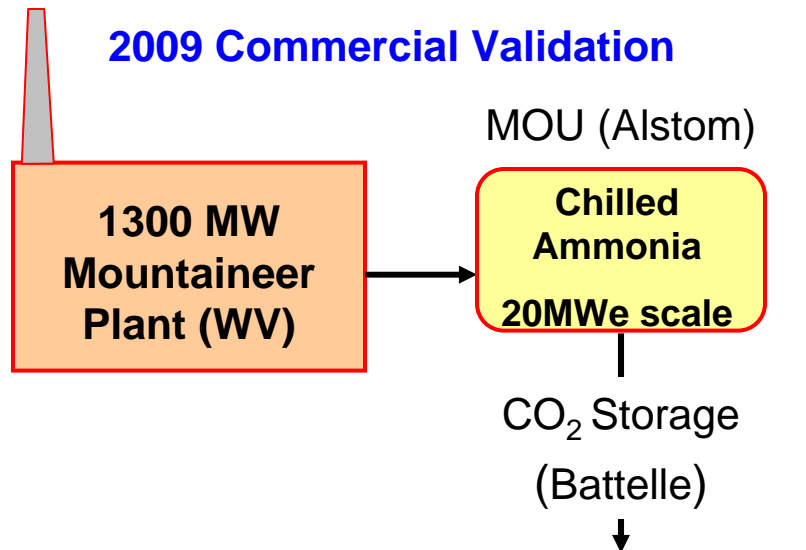 2009 Commercial Validation
MOU (Alstom)
1300 MW
Mountaineer
Plant (WV)
Chilled
Ammonia
20MWe scale
CO₂ Storage
(Battelle)